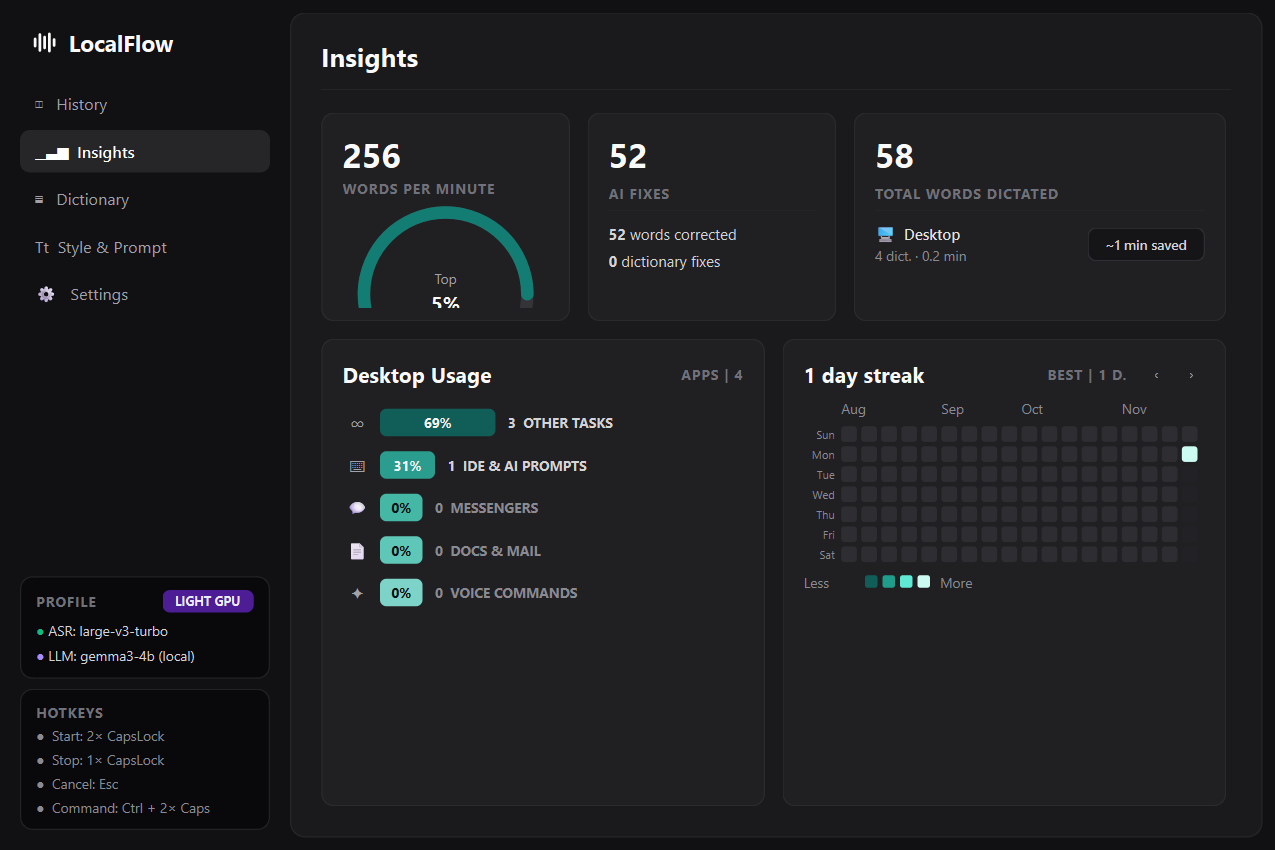 LocalFlow
History
Insights
Dictionary
Tt Style & Prompt
Settings
PROFILE LIGHT GPU
ASR: large-v3-turbo
LLM: gemma3-4b (local)
HOTKEYS
Start: 2× CapsLock
Stop: 1× CapsLock
Cancel: Esc
Command: Ctrl + 2× Caps
Insights
256
WORDS PER MINUTE
Top
5%
52
AI FIXES
52 words corrected
0 dictionary fixes
58
TOTAL WORDS DICTATED
Desktop
4 dict. · 0.2 min
~1 min saved
Desktop Usage APPS | 4
69% 3 OTHER TASKS
31% 1 IDE & AI PROMPTS
0% 0 MESSENGERS
0% 0 DOCS & MAIL
0% 0 VOICE COMMANDS
1 day streak BEST | 1 D. ‹ ›
Aug Sep Oct Nov
Sun
Mon
Tue
Wed
Thu
Fri
Sat
Less More